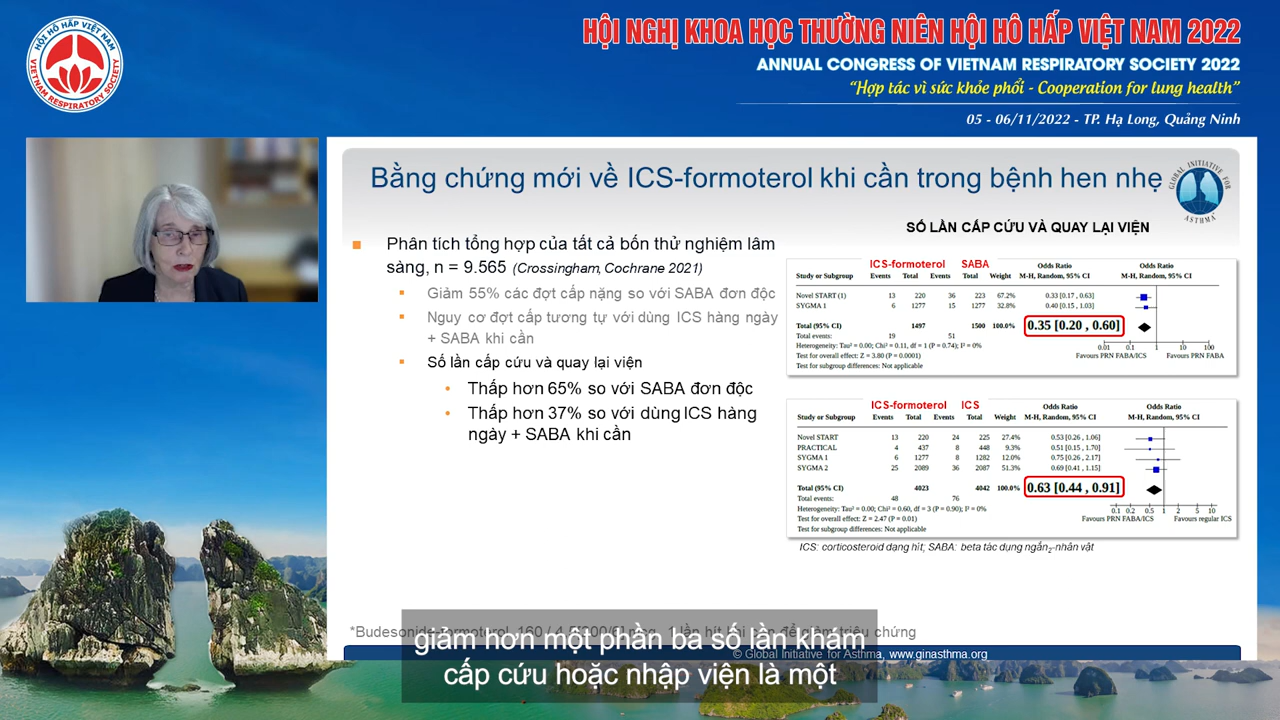 HỘI HÔ HẤP VIỆT NAM
VIETNAM RESPIRATORY SOCIETY
HỘI NGHỊ KHOA HỌC THƯỜNG NIÊN HỘI HÔ HẤP VIỆT NAM 2022
ANNUAL CONGRESS OF VIETNAM RESPIRATORY SOCIETY 2022
“Hợp tác vì sức khỏe phổi - Cooperation for lung health”
05 - 06/11/2022 - TP. Hạ Long, Quảng Ninh
Bằng chứng mới về ICS-formoterol khi cần trong bệnh hen nhẹ
GLOBAL INITIATIVE FOR ASTHMA
Phân tích tổng hợp của tất cả bốn thử nghiệm lâm
sàng, n = 9.565 (Crossingham, Cochrane 2021)
Giảm 55% các đợt cấp nặng so với SABA đơn độc
Nguy cơ đợt cấp tương tự với dùng ICS hàng ngày
+ SABA khi cần
Số lần cấp cứu và quay lại viện
Thấp hơn 65% so với SABA đơn độc
Thấp hơn 37% so với dùng ICS hàng
ngày + SABA khi cần
SỐ LẦN CẤP CỨU VÀ QUAY LẠI VIỆN
ICS-formoterol SABA Odds Ratio Odds Ratio
Study or Subgroup Events Total Events Total Weight M-H, Random, 95% CI M-H, Random, 95% CI
Novel START (1) 13 220 36 223 67.2% 0.33 [0.17 , 0.63]
SYGMA 1 6 1277 15 1277 32.8% 0.40 [0.15 , 1.03]
Total (95% CI) 1497 1500 100.0% 0.35 [0.20 , 0.60]
Total events: 19 51
Heterogeneity: Tau² = 0.00; Chi² = 0.11, df = 1 (P = 0.74); I² = 0%
Test for overall effect: Z = 3.80 (P = 0.0001)
Test for subgroup differences: Not applicable
0.01 0.1 1 10 100
Favours PRN FABA/ICS Favours PRN FABA
ICS-formoterol ICS Odds Ratio Odds Ratio
Study or Subgroup Events Total Events Total Weight M-H, Random, 95% CI M-H, Random, 95% CI
Novel START 13 220 24 225 27.4% 0.53 [0.26 , 1.06]
PRACTICAL 4 437 8 448 9.3% 0.51 [0.15 , 1.70]
SYGMA 1 6 1277 8 1282 12.0% 0.75 [0.26 , 2.17]
SYGMA 2 25 2089 36 2087 51.3% 0.69 [0.41 , 1.15]
Total (95% CI) 4023 4042 100.0% 0.63 [0.44 , 0.91]
Total events: 48 76
Heterogeneity: Tau² = 0.00; Chi² = 0.60, df = 3 (P = 0.90); I² = 0%
Test for overall effect: Z = 2.47 (P = 0.01)
Test for subgroup differences: Not applicable
0.1 0.2 0.5 1 2 5 10
Favours PRN FABA/ICS Favours regular ICS
ICS: corticosteroid dạng hít; SABA: beta tác dụng ngắn2-nhân vật
*Budesonide-formoterol 160 / 4.5 mcg, 1 lần hít khi cần để giảm triệu chứng
© Global Initiative for Asthma, www.ginasthma.org
giảm hơn một phần ba số lần khám
cấp cứu hoặc nhập viện là một